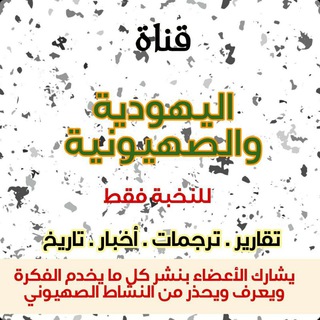 قناة
اليهودية
والصهيونية
للنخبة فقط
تقارير . ترجمات . أخبار . تاريخ
يشارك الأعضاء بنشر كل ما يخدم الفكرة
ويعرف ويحذر من النشاط الصهيوني